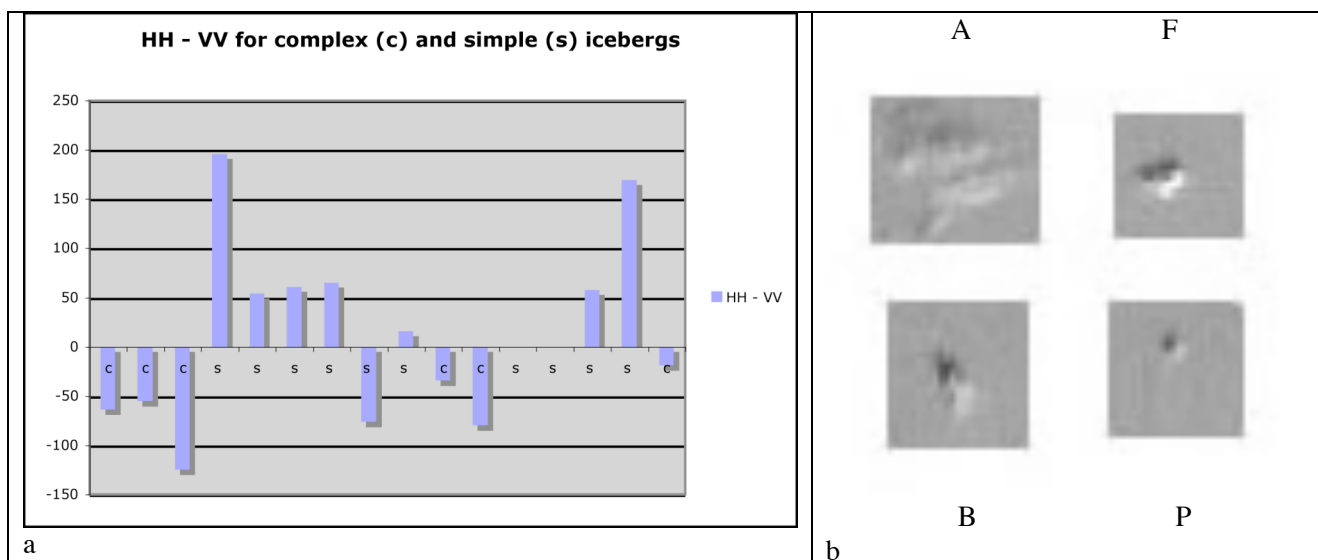 HH - VV for complex (c) and simple (s) icebergs
250
200
150
100
50
0
-50
-100
-150
c c c s s s s s s c c s s s s c
HH - VV
a
A F
B P
b